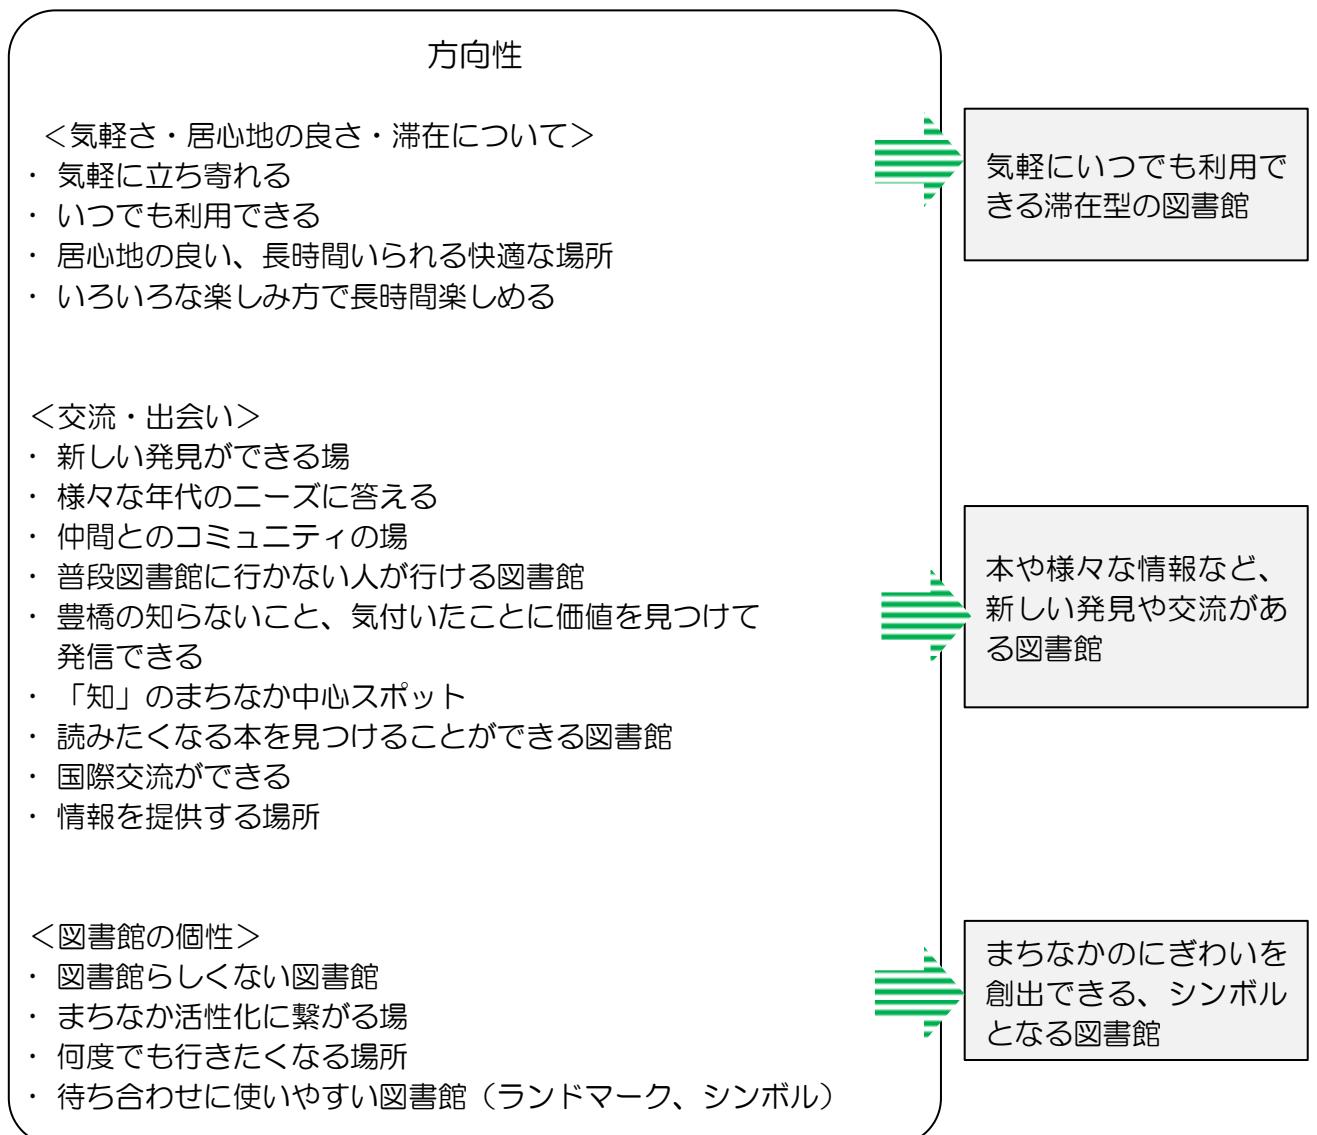 方向性
＜気軽さ・居心地の良さ・滞在について＞
・ 気軽に立ち寄れる
・ いつでも利用できる
・ 居心地の良い、長時間いられる快適な場所
・ いろいろな楽しみ方で長時間楽しめる
気軽にいつでも利用で
きる滞在型の図書館
＜交流・出会い＞
・ 新しい発見ができる場
・ 様々な年代のニーズに答える
・ 仲間とのコミュニティの場
・ 普段図書館に行かない人が行ける図書館
・ 豊橋の知らないこと、気付いたことに価値を見つけて
発信できる
・ 「知」のまちなか中心スポット
・ 読みたくなる本を見つけることができる図書館
・ 国際交流ができる
・ 情報を提供する場所
本や様々な情報など、
新しい発見や交流があ
る図書館
＜図書館の個性＞
・ 図書館らしくない図書館
・ まちなか活性化に繋がる場
・ 何度でも行きたくなる場所
・ 待ち合わせに使いやすい図書館（ランドマーク、シンボル）
まちなかのにぎわいを
創出できる、シンボル
となる図書館